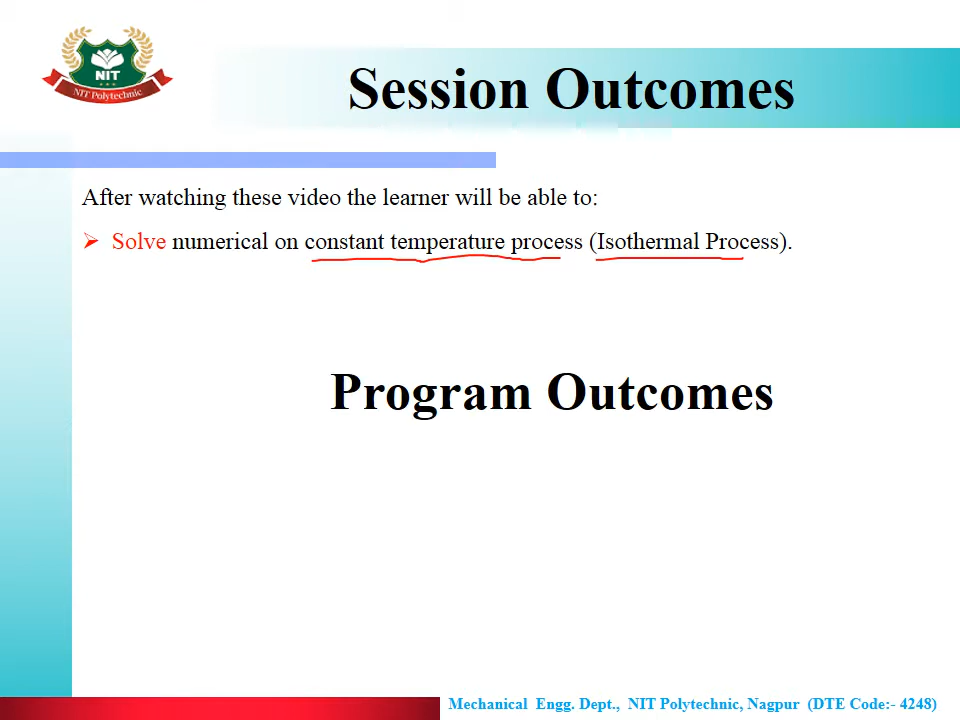 NIT
NIT Polytechnic
Session Outcomes
After watching these video the learner will be able to:
Solve numerical on constant temperature process (Isothermal Process).
Program Outcomes
Mechanical Engg. Dept., NIT Polytechnic, Nagpur (DTE Code:- 4248)